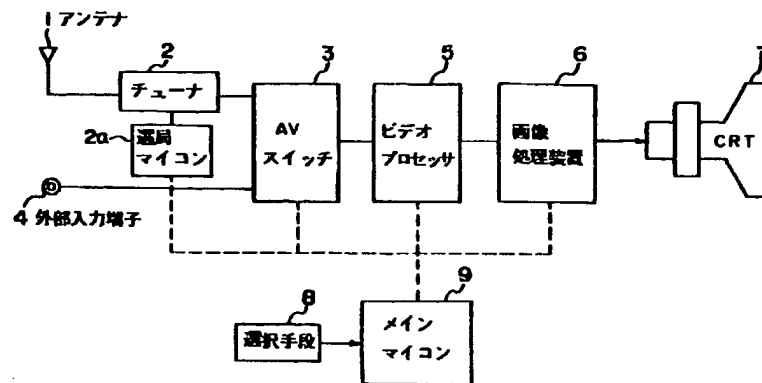 1 アンテナ
2
チューナ
2a
選局
マイコン
3
AV
スイッチ
4 外部入力端子
5
ビデオ
プロセッサ
6
画像
処理装置
7
CRT
8
選択手段
9
メイン
マイコン